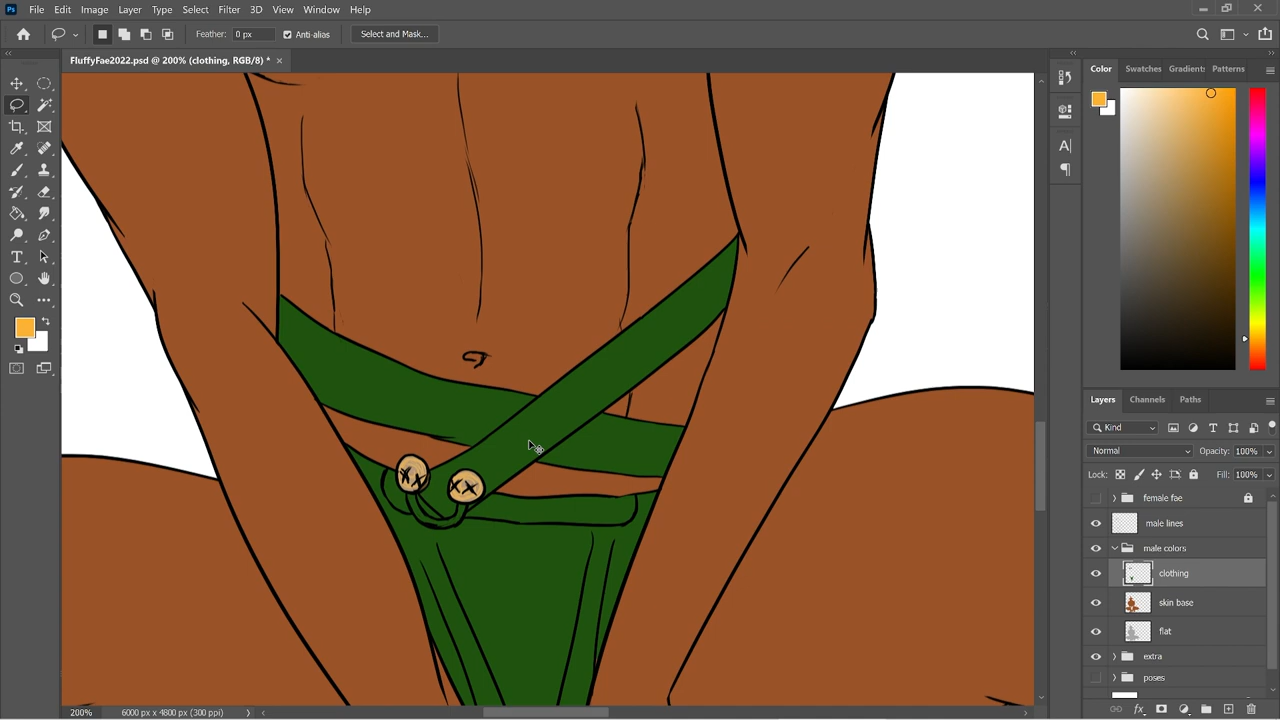 Ps File Edit Image Layer Type Select Filter 3D View Window Help
Feather: 0 px Anti-alias Select and Mask...
FluffyFae2022.psd @ 200% (clothing, RGB/8) * ×
Color Swatches Gradient: Patterns
Layers Channels Paths
Kind
Normal Opacity: 100%
Lock: Fill: 100%
female fae
male lines
male colors
clothing
skin base
flat
extra
poses
200% 6000 px x 4800 px (300 ppi)